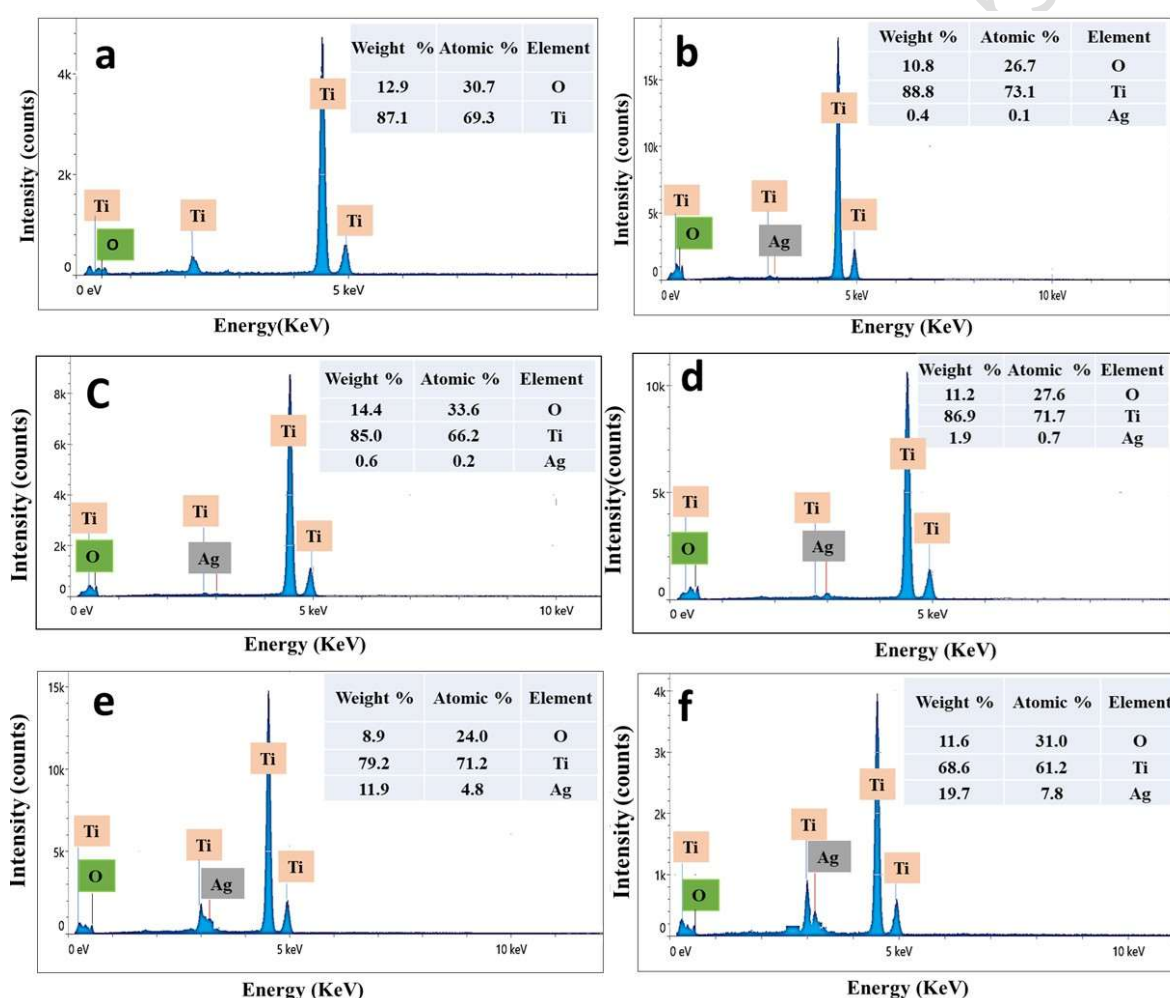 a
Weight % Atomic % Element
12.9 30.7 O
87.1 69.3 Ti
4k
2k
0
Ti
O
Ti
Ti
Ti
0 eV 5 keV
Intensity (counts)
Energy(KeV)
b
Weight % Atomic % Element
10.8 26.7 O
88.8 73.1 Ti
0.4 0.1 Ag
15k
10k
5k
0
Ti
O
Ti
Ag
Ti
Ti
0 eV 5 keV 10 keV
Intensity (counts)
Energy (KeV)
C
Weight % Atomic % Element
14.4 33.6 O
85.0 66.2 Ti
0.6 0.2 Ag
8k
6k
4k
2k
0
Ti
O
Ti
Ag
Ti
Ti
0 eV 5 keV 10 keV
Intensity (counts)
Energy (KeV)
d
Weight % Atomic % Element
11.2 27.6 O
86.9 71.7 Ti
1.9 0.7 Ag
10k
5k
0
Ti
O
Ti
Ag
Ti
Ti
0 eV 5 keV
Intensity(counts)
Energy (KeV)
e
Weight % Atomic % Element
8.9 24.0 O
79.2 71.2 Ti
11.9 4.8 Ag
15k
10k
5k
0
Ti
O
Ti
Ag
Ti
Ti
0 eV 5 keV 10 keV
Intensity (counts)
Energy (KeV)
f
Weight % Atomic % Element
11.6 31.0 O
68.6 61.2 Ti
19.7 7.8 Ag
4k
3k
2k
1k
0
Ti
O
Ti
Ag
Ti
Ti
0 eV 5 keV 10 keV
Intensity (counts)
Energy (KeV)